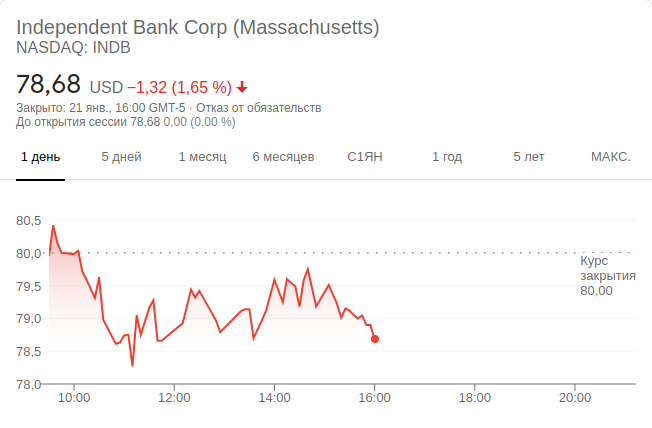 Independent Bank Corp (Massachusetts)
NASDAQ: INDB
78,68 USD −1,32 (1,65 %)
Закрыто: 21 янв., 16:00 GMT-5 · Отказ от обязательств
До открытия сессии 78,68 0,00 (0,00 %)
1 день 5 дней 1 месяц 6 месяцев С1ЯН 1 год 5 лет МАКС.
80,5
80,0
Курс
закрытия
80,00
79,5
79,0
78,5
78,0
10:00 12:00 14:00 16:00 18:00 20:00